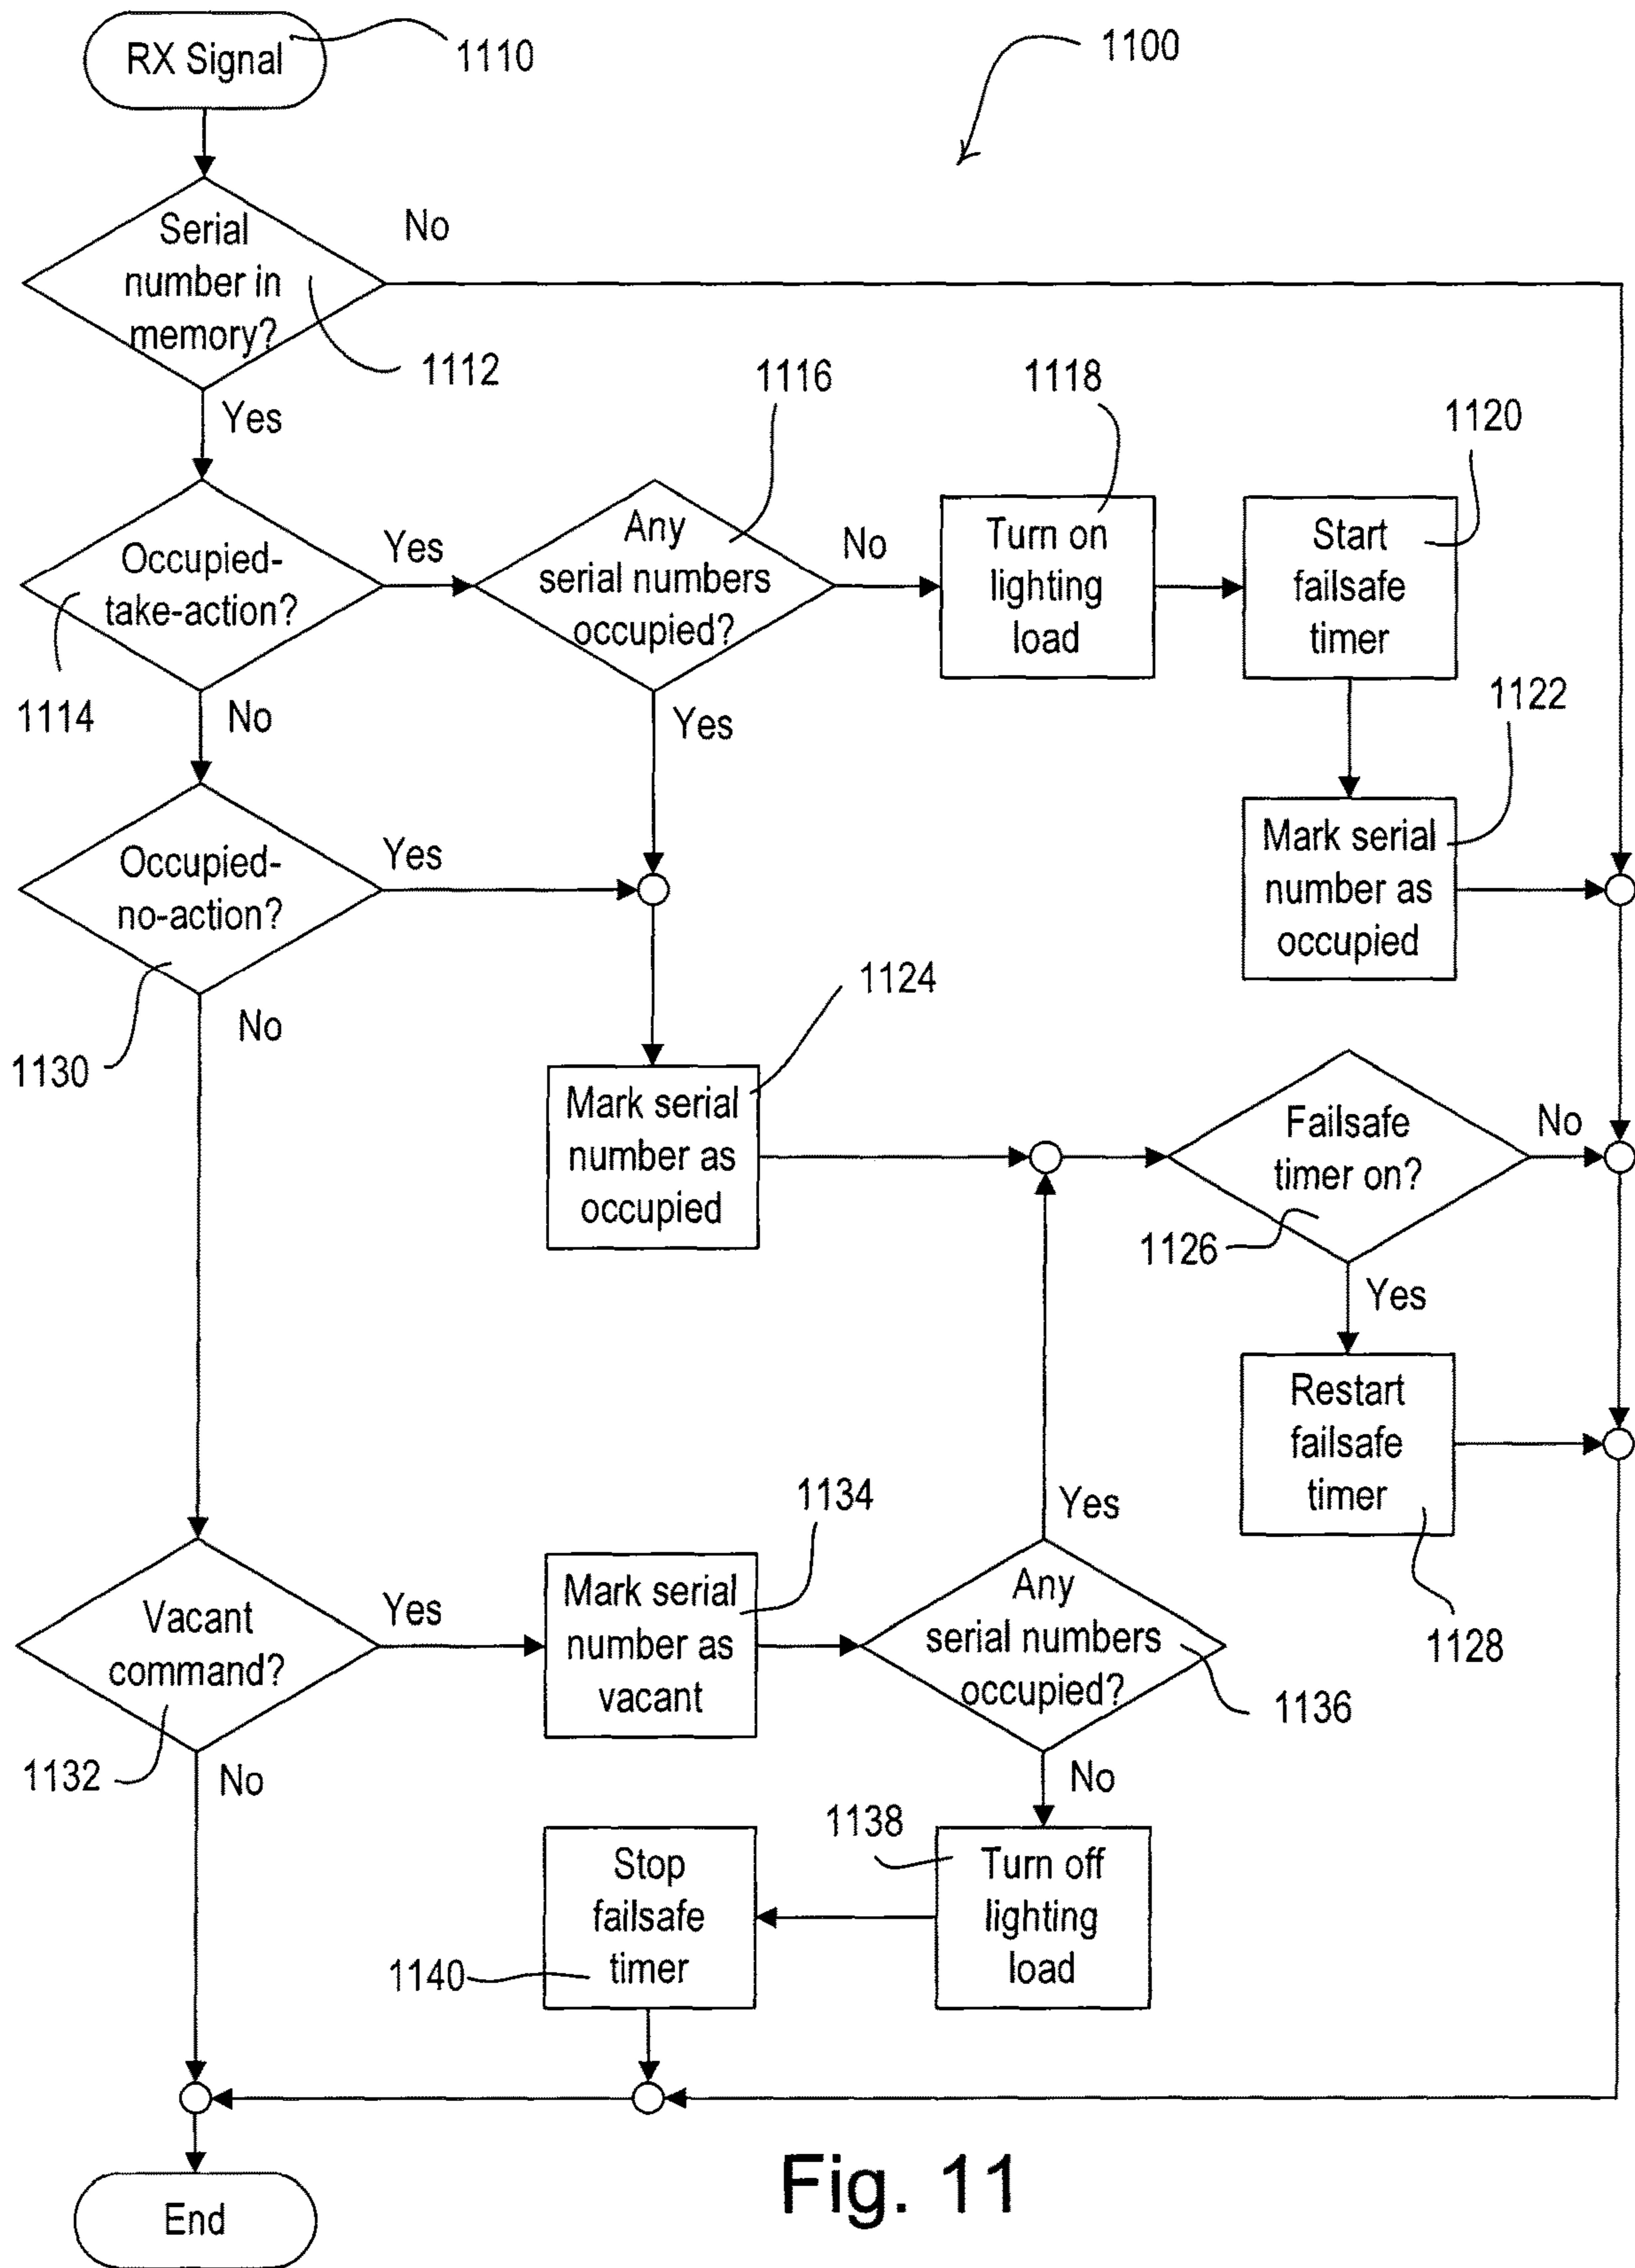 RX Signal
1110
1100
Serial
number in
memory?
No
1112
Yes
1116
1118
1120
Occupied-
take-action?
Yes
Any
serial numbers
occupied?
No
Turn on
lighting
load
Start
failsafe
timer
1114
No
Yes
1122
Mark serial
number as
occupied
Occupied-
no-action?
Yes
1130
No
1124
Mark serial
number as
occupied
Failsafe
timer on?
No
1126
Yes
Restart
failsafe
timer
1128
Vacant
command?
Yes
1134
Mark serial
number as
vacant
Yes
Any
serial numbers
occupied?
1136
1132
No
No
1138
Turn off
lighting
load
Stop
failsafe
timer
1140
End
Fig. 11